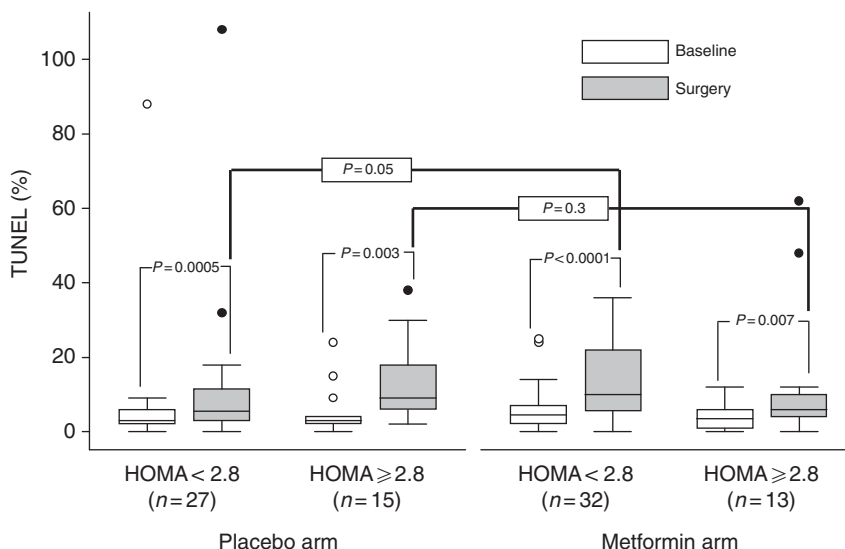 100
80
60
40
20
0
TUNEL (%)
Baseline
Surgery
P=0.05
P=0.3
P=0.0005
P=0.003
P<0.0001
P=0.007
HOMA<2.8
(n=27)
HOMA⩾2.8
(n=15)
HOMA<2.8
(n=32)
HOMA⩾2.8
(n=13)
Placebo arm
Metformin arm